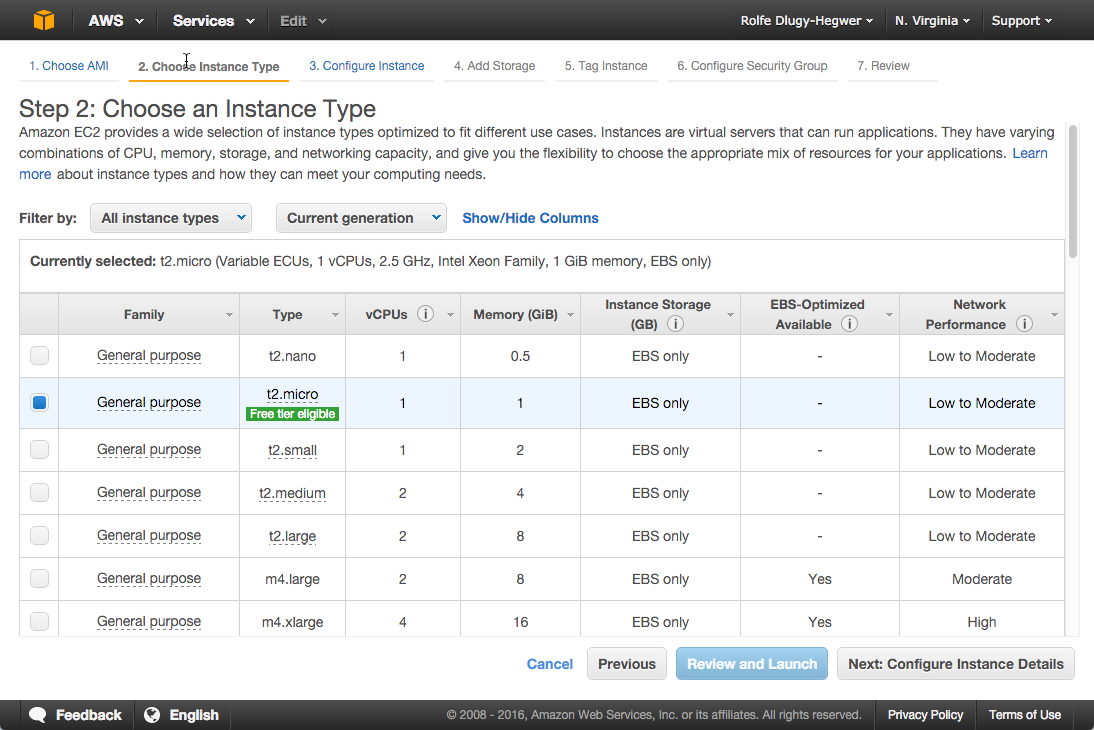 AWS Services Edit Rolfe Dlugy-Hegwer N. Virginia Support
1. Choose AMI 2. Choose Instance Type 3. Configure Instance 4. Add Storage 5. Tag Instance 6. Configure Security Group 7. Review
Step 2: Choose an Instance Type
Amazon EC2 provides a wide selection of instance types optimized to fit different use cases. Instances are virtual servers that can run applications. They have varying
combinations of CPU, memory, storage, and networking capacity, and give you the flexibility to choose the appropriate mix of resources for your applications. Learn
more about instance types and how they can meet your computing needs.
Filter by: All instance types Current generation Show/Hide Columns
Currently selected: t2.micro (Variable ECUs, 1 vCPUs, 2.5 GHz, Intel Xeon Family, 1 GiB memory, EBS only)
Family Type vCPUs i Memory (GiB) Instance Storage (GB) i EBS-Optimized Available i Network Performance i
General purpose t2.nano 1 0.5 EBS only - Low to Moderate
General purpose t2.micro 1 1 EBS only - Low to Moderate
Free tier eligible
General purpose t2.small 1 2 EBS only - Low to Moderate
General purpose t2.medium 2 4 EBS only - Low to Moderate
General purpose t2.large 2 8 EBS only - Low to Moderate
General purpose m4.large 2 8 EBS only Yes Moderate
General purpose m4.xlarge 4 16 EBS only Yes High
Cancel Previous Review and Launch Next: Configure Instance Details
Feedback English © 2008 - 2016, Amazon Web Services, Inc. or its affiliates. All rights reserved. Privacy Policy Terms of Use